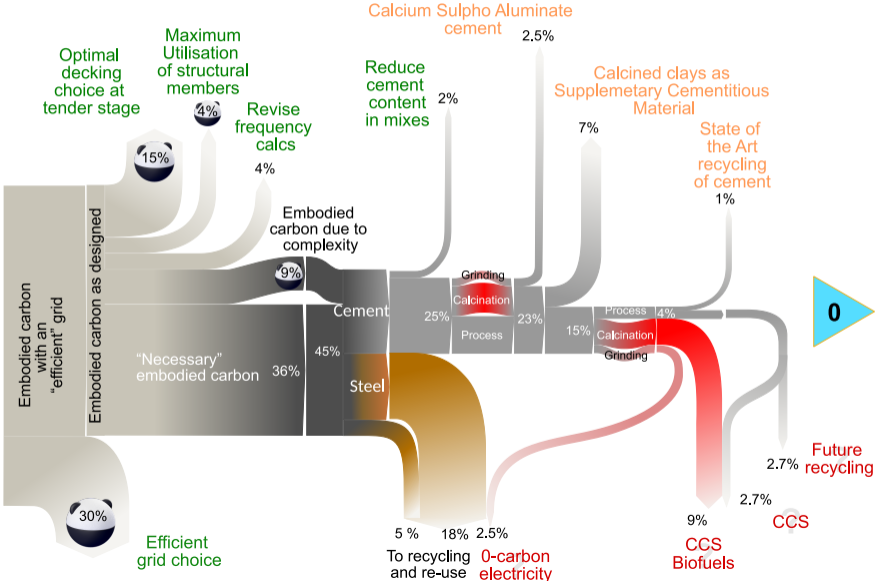 Calcium Sulpho Aluminate
cement
2.5%
Maximum
Utilisation
of structural
members
4%
Optimal
decking
choice at
tender stage
15%
Revise
frequency
calcs
4%
Reduce
cement
content
in mixes
2%
Calcined clays as
Supplemetary Cementitious
Material
7%
State of
the Art
recycling
of cement
1%
Embodied carbon
with an
"efficient" grid
Embodied carbon as designed
Embodied
carbon due to
complexity
9%
"Necessary"
embodied carbon
36%
45%
Cement
Steel
25%
Grinding
Calcination
Process
23%
15%
Process
Calcination
Grinding
4%
0
30%
Efficient
grid choice
5 %
To recycling
and re-use
18%
2.5%
0-carbon
electricity
9%
CCS
Biofuels
2.7%
CCS
2.7%
Future
recycling